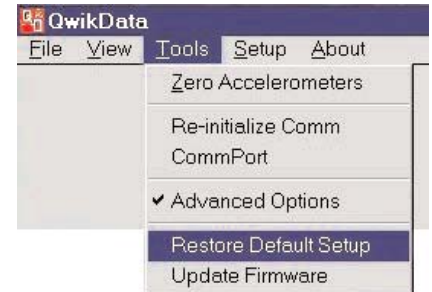 QwikData
File View Tools Setup About
Zero Accelerometers
Re-initialize Comm
CommPort
✔ Advanced Options
Restore Default Setup
Update Firmware